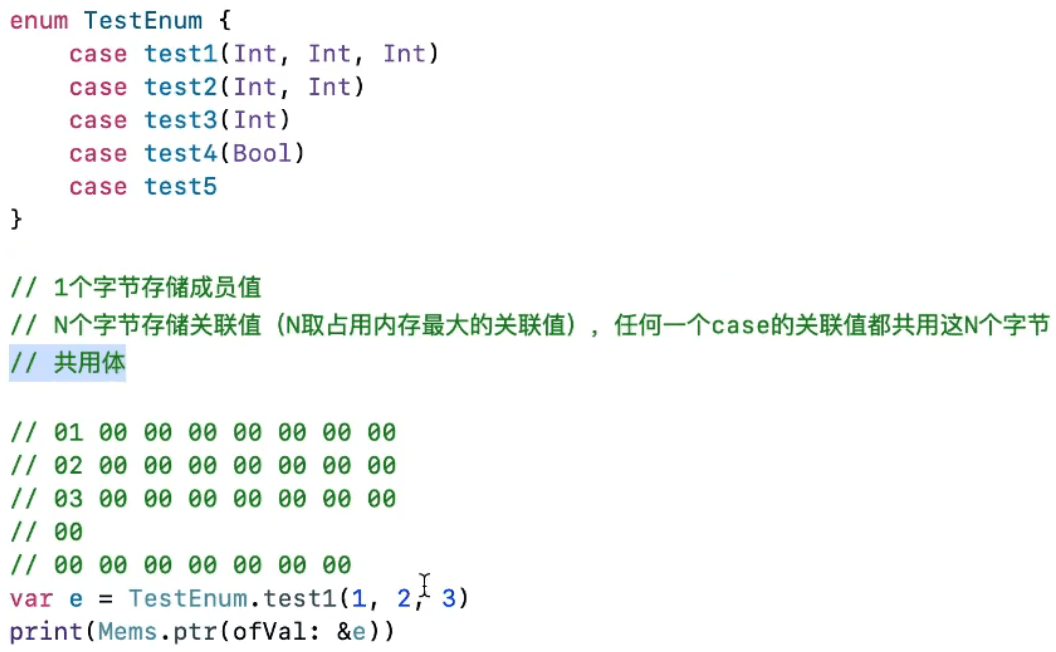 enum TestEnum {
    case test1(Int, Int, Int)
    case test2(Int, Int)
    case test3(Int)
    case test4(Bool)
    case test5
}
// 1个字节存储成员值
// N个字节存储关联值（N取占用内存最大的关联值）, 任何一个case的关联值都共用这N个字节
// 共用体
// 01 00 00 00 00 00 00 00
// 02 00 00 00 00 00 00 00
// 03 00 00 00 00 00 00 00
// 00
// 00 00 00 00 00 00 00
var e = TestEnum.test1(1, 2, 3)
print(Mems.ptr(ofVal: &e))